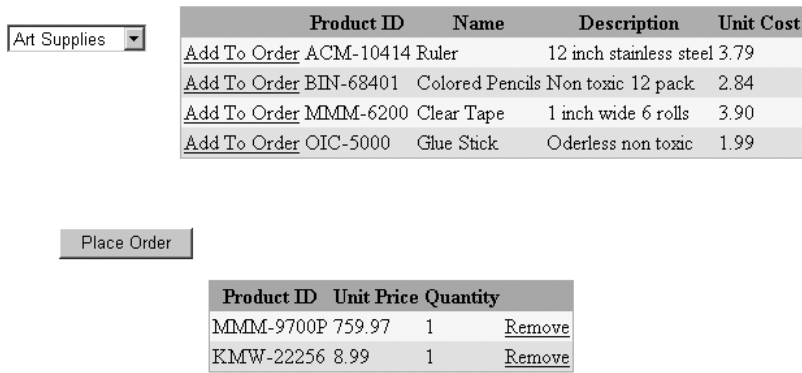 Art Supplies
Product ID Name Description Unit Cost
Add To Order ACM-10414 Ruler 12 inch stainless steel 3.79
Add To Order BIN-68401 Colored Pencils Non toxic 12 pack 2.84
Add To Order MMM-6200 Clear Tape 1 inch wide 6 rolls 3.90
Add To Order OIC-5000 Glue Stick Oderless non toxic 1.99
Place Order
Product ID Unit Price Quantity
MMM-9700P 759.97 1 Remove
KMW-22256 8.99 1 Remove